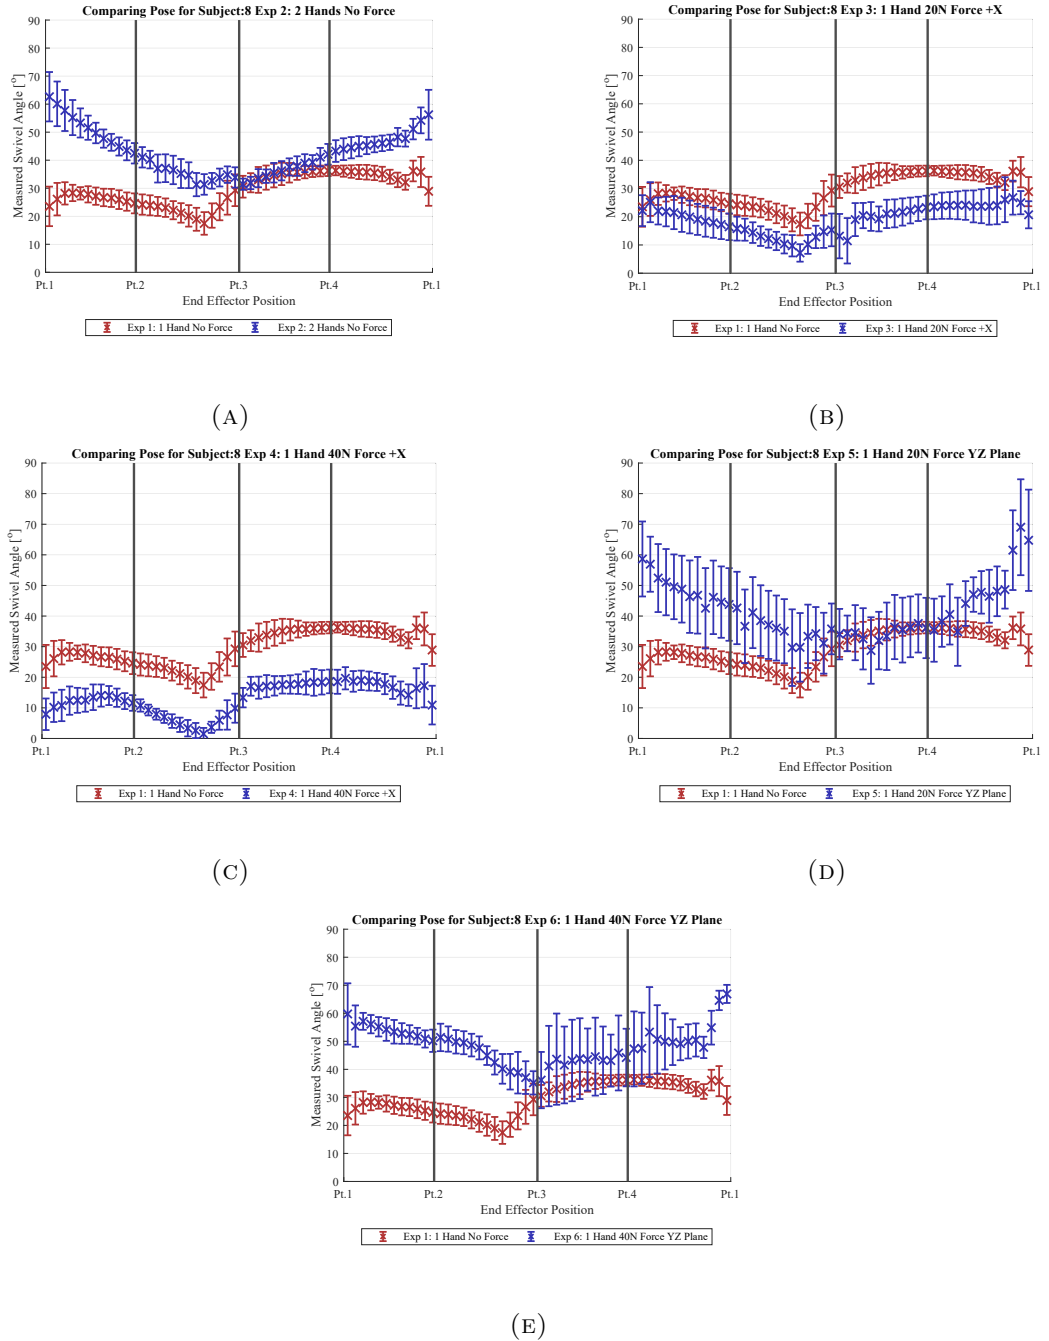 Comparing Pose for Subject:8 Exp 2: 2 Hands No Force
Measured Swivel Angle [°]
90
80
70
60
50
40
30
20
10
0
Pt.1 Pt.2 Pt.3 Pt.4 Pt.1
End Effector Position
Exp 1: 1 Hand No Force Exp 2: 2 Hands No Force
(A)
Comparing Pose for Subject:8 Exp 3: 1 Hand 20N Force +X
Measured Swivel Angle [°]
90
80
70
60
50
40
30
20
10
0
Pt.1 Pt.2 Pt.3 Pt.4 Pt.1
End Effector Position
Exp 1: 1 Hand No Force Exp 3: 1 Hand 20N Force +X
(B)
Comparing Pose for Subject:8 Exp 4: 1 Hand 40N Force +X
Measured Swivel Angle [°]
90
80
70
60
50
40
30
20
10
0
Pt.1 Pt.2 Pt.3 Pt.4 Pt.1
End Effector Position
Exp 1: 1 Hand No Force Exp 4: 1 Hand 40N Force +X
(C)
Comparing Pose for Subject:8 Exp 5: 1 Hand 20N Force YZ Plane
Measured Swivel Angle [°]
90
80
70
60
50
40
30
20
10
0
Pt.1 Pt.2 Pt.3 Pt.4 Pt.1
End Effector Position
Exp 1: 1 Hand No Force Exp 5: 1 Hand 20N Force YZ Plane
(D)
Comparing Pose for Subject:8 Exp 6: 1 Hand 40N Force YZ Plane
Measured Swivel Angle [°]
90
80
70
60
50
40
30
20
10
0
Pt.1 Pt.2 Pt.3 Pt.4 Pt.1
End Effector Position
Exp 1: 1 Hand No Force Exp 6: 1 Hand 40N Force YZ Plane
(E)